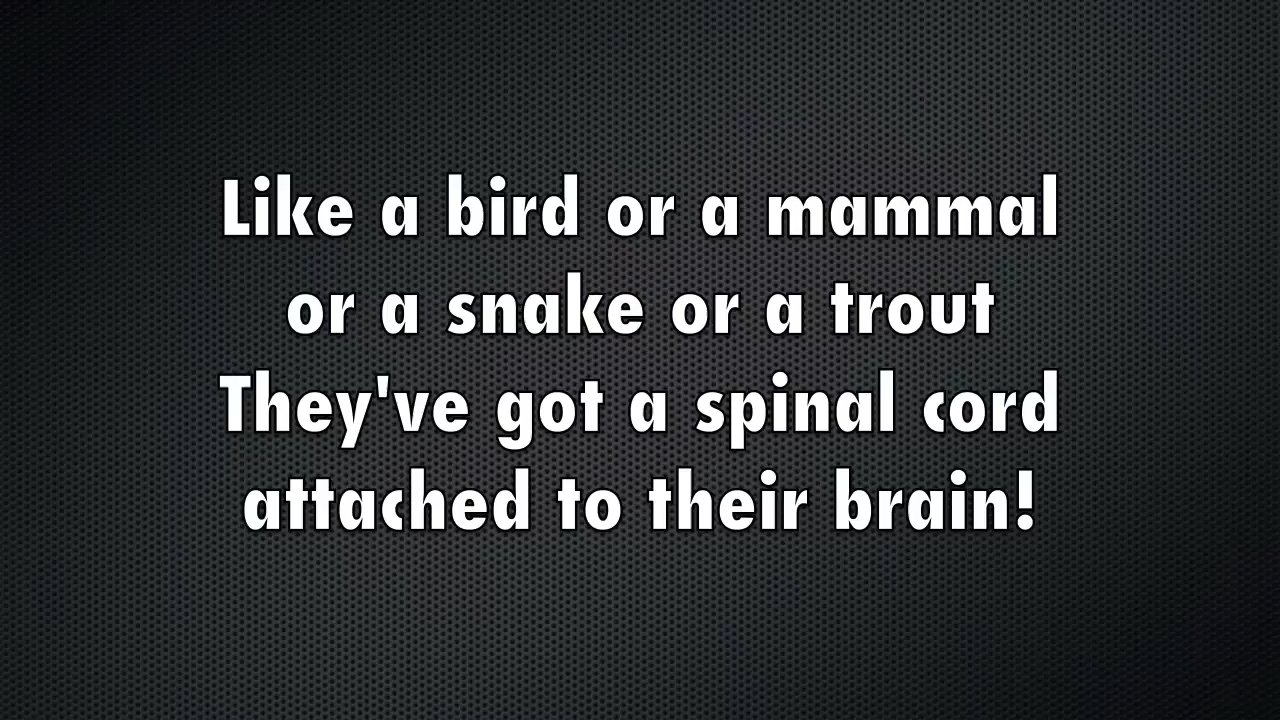 Like a bird or a mammal
or a snake or a trout
They've got a spinal cord
attached to their brain!